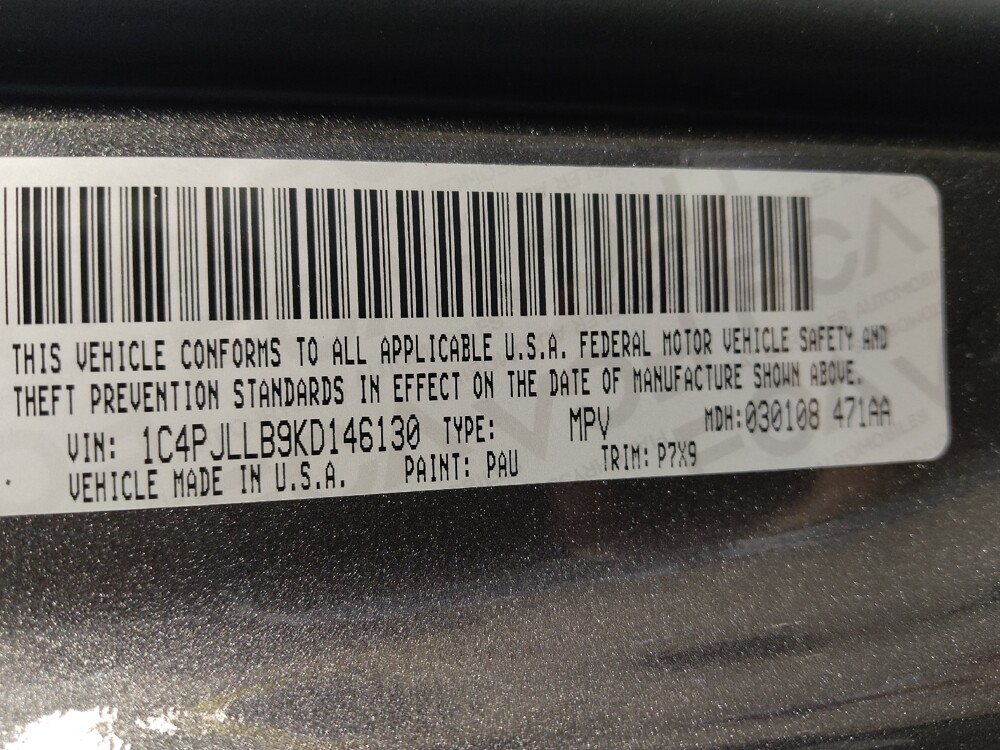 THIS VEHICLE CONFORMS TO ALL APPLICABLE U.S.A. FEDERAL MOTOR VEHICLE SAFETY AND
THEFT PREVENTION STANDARDS IN EFFECT ON THE DATE OF MANUFACTURE SHOWN ABOVE.
VIN: 1C4PJLLB9KD146130 TYPE: MPV MDH:030108 471AA
VEHICLE MADE IN U.S.A. PAINT: PAU TRIM: P7X9